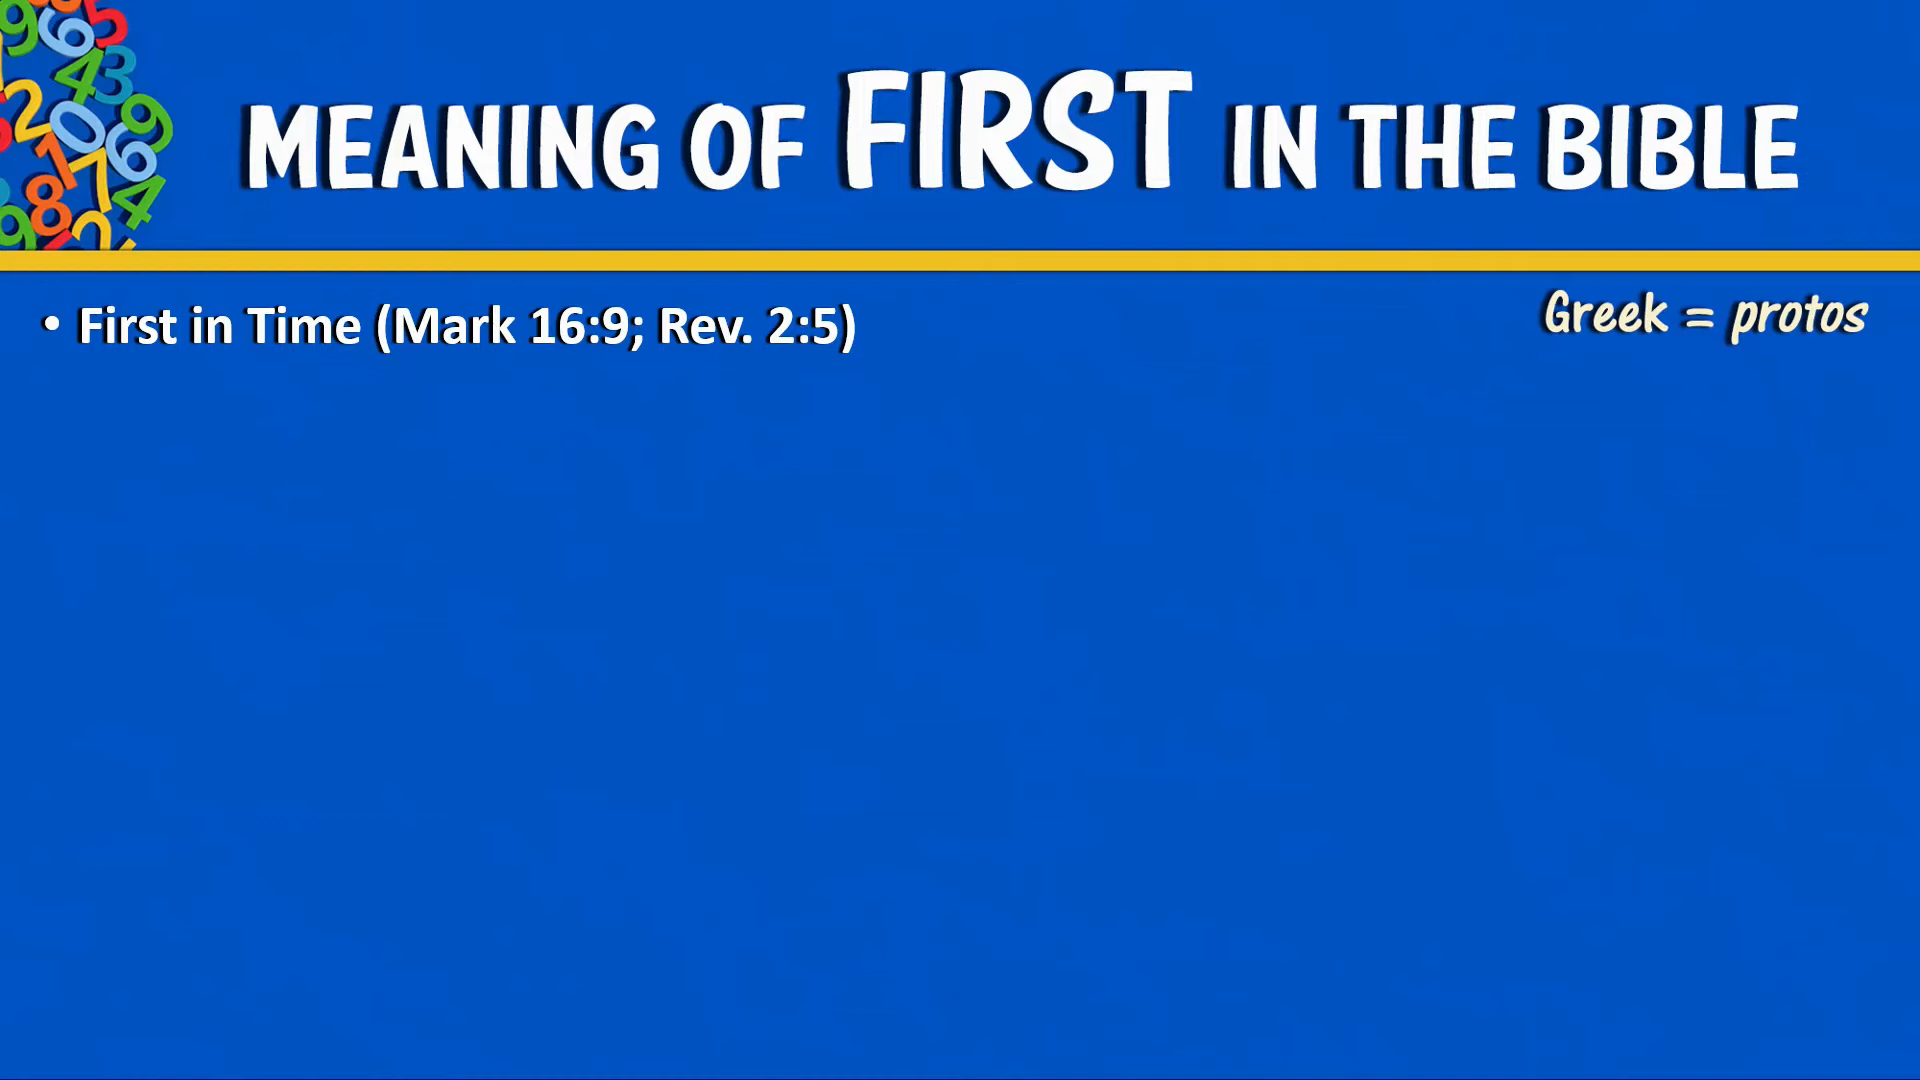 MEANING OF FIRST IN THE BIBLE
• First in Time (Mark 16:9; Rev. 2:5)
Greek = protos